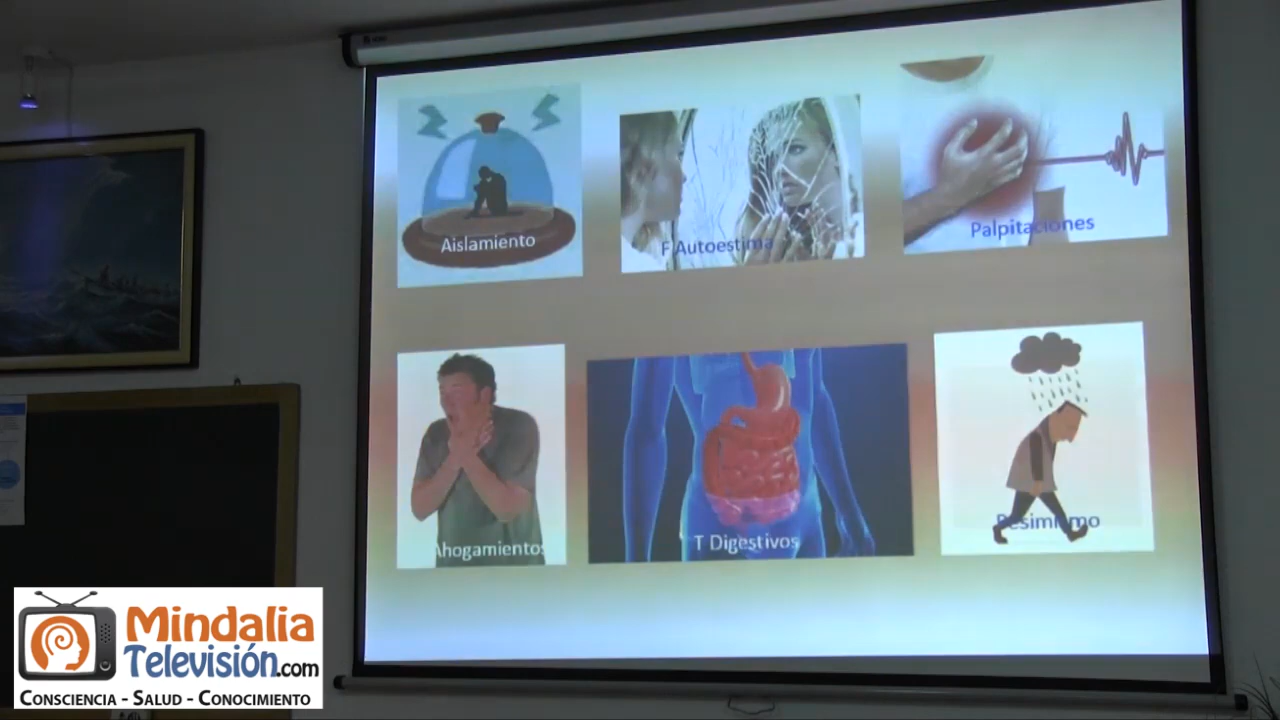 Aislamiento
F Autoestima
Palpitaciones
Ahogamientos
T Digestivos
Pesimismo
Mindalia
Televisión.com
CONSCIENCIA - SALUD - CONOCIMIENTO